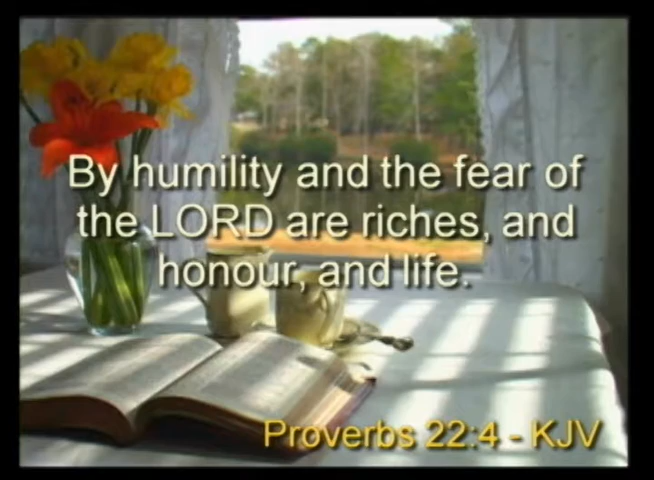 By humility and the fear of
the LORD are riches, and
honour, and life.
Proverbs 22:4 - KJV